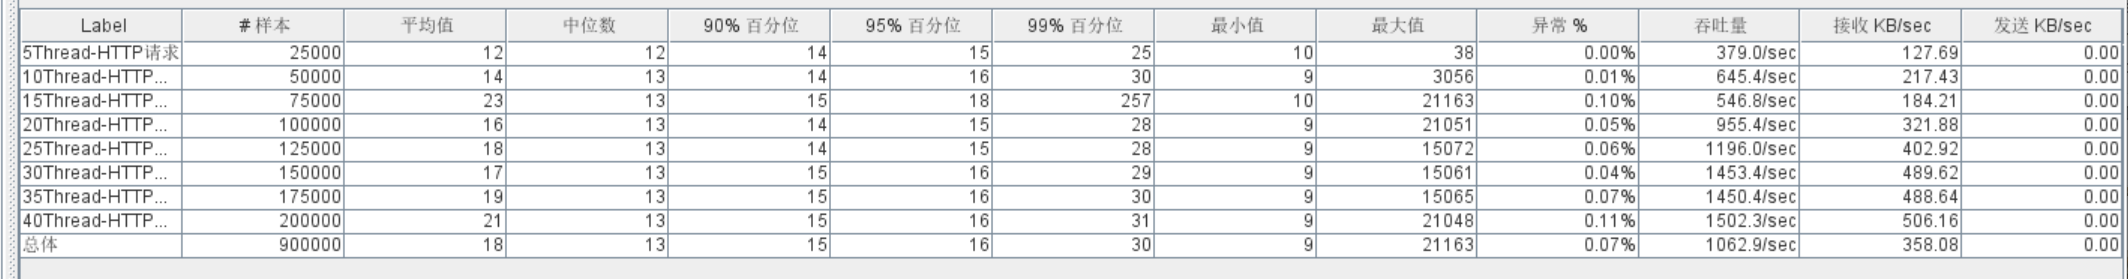 Label # 样本 平均值 中位数 90% 百分位 95% 百分位 99% 百分位 最小值 最大值 异常 % 吞吐量 接收 KB/sec 发送 KB/sec
5Thread-HTTP请求 25000 12 12 14 15 25 10 38 0.00% 379.0/sec 127.69 0.00
10Thread-HTTP... 50000 14 13 14 16 30 9 3056 0.01% 645.4/sec 217.43 0.00
15Thread-HTTP... 75000 23 13 15 18 257 10 21163 0.10% 546.8/sec 184.21 0.00
20Thread-HTTP... 100000 16 13 14 15 28 9 21051 0.05% 955.4/sec 321.88 0.00
25Thread-HTTP... 125000 18 13 14 15 28 9 15072 0.06% 1196.0/sec 402.92 0.00
30Thread-HTTP... 150000 17 13 15 16 29 9 15061 0.04% 1453.4/sec 489.62 0.00
35Thread-HTTP... 175000 19 13 15 16 30 9 15065 0.07% 1450.4/sec 488.64 0.00
40Thread-HTTP... 200000 21 13 15 16 31 9 21048 0.11% 1502.3/sec 506.16 0.00
总体 900000 18 13 15 16 30 9 21163 0.07% 1062.9/sec 358.08 0.00